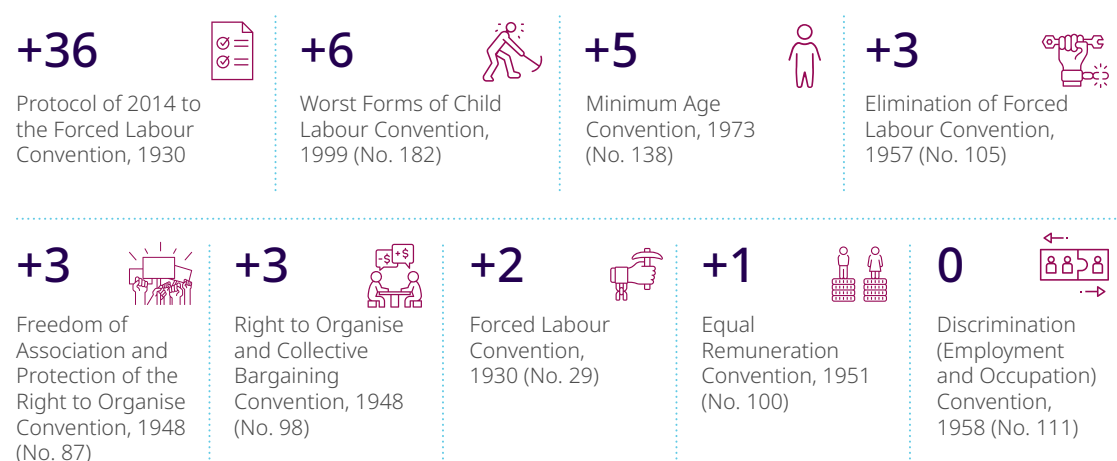 +36
Protocol of 2014 to
the Forced Labour
Convention, 1930
+6
Worst Forms of Child
Labour Convention,
1999 (No. 182)
+5
Minimum Age
Convention, 1973
(No. 138)
+3
Elimination of Forced
Labour Convention,
1957 (No. 105)
+3
Freedom of
Association and
Protection of the
Right to Organise
Convention, 1948
(No. 87)
-$ +$
+3
Right to Organise
and Collective
Bargaining
Convention, 1948
(No. 98)
+2
Forced Labour
Convention,
1930 (No. 29)
+1
Equal
Remuneration
Convention, 1951
(No. 100)
0
Discrimination
(Employment
and Occupation)
Convention,
1958 (No. 111)